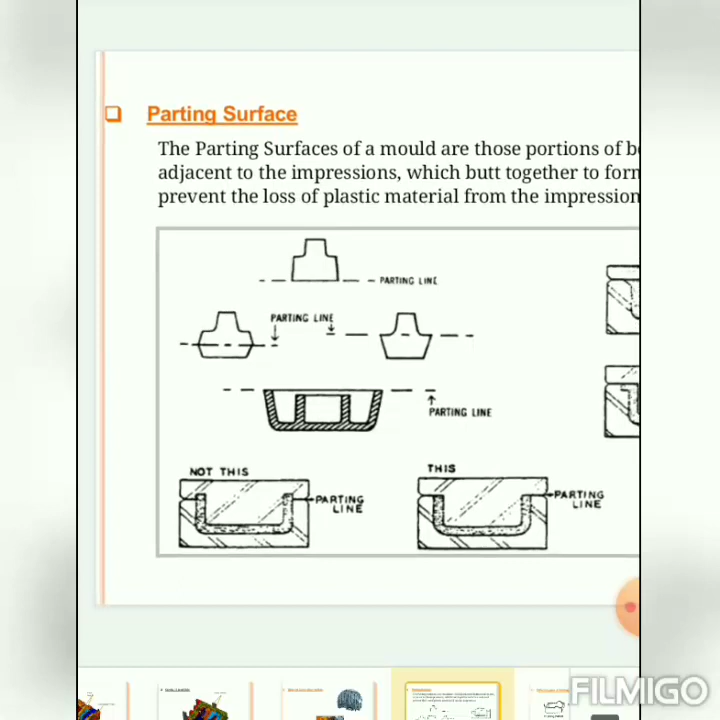 Parting Surface
The Parting Surfaces of a mould are those portions of b
adjacent to the impressions, which butt together to form
prevent the loss of plastic material from the impression
PARTING LINE
PARTING LINE
PARTING LINE
NOT THIS
THIS
PARTING
LINE
PARTING
LINE
FILMIGO